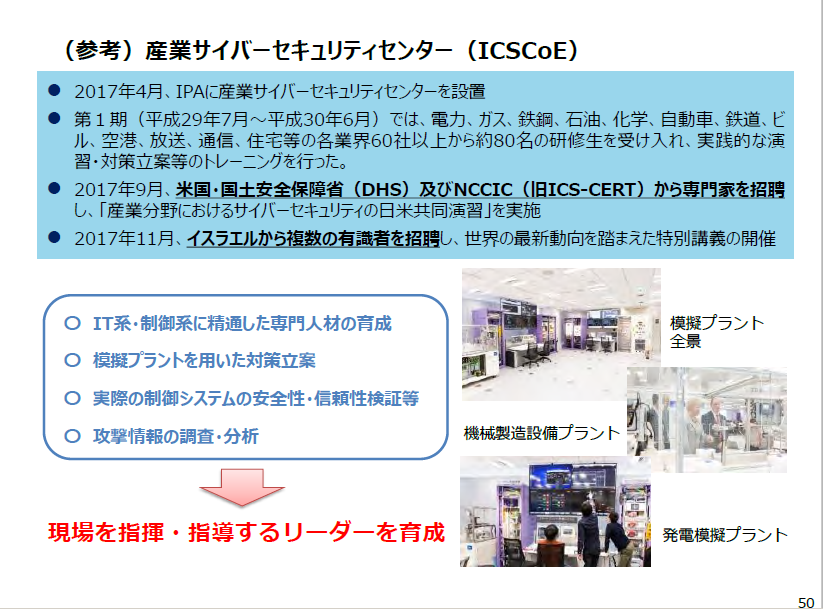 （参考）産業サイバーセキュリティセンター（ICSCoE）
● 2017年4月、IPAに産業サイバーセキュリティセンターを設置
● 第１期（平成29年7月～平成30年6月）では、電力、ガス、鉄鋼、石油、化学、自動車、鉄道、ビ
ル、空港、放送、通信、住宅等の各業界60社以上から約80名の研修生を受け入れ、実践的な演
習・対策立案等のトレーニングを行った。
● 2017年9月、米国・国土安全保障省（DHS）及びNCCIC（旧ICS-CERT）から専門家を招聘
し、「産業分野におけるサイバーセキュリティの日米共同演習」を実施
● 2017年11月、イスラエルから複数の有識者を招聘し、世界の最新動向を踏まえた特別講義の開催
○ IT系・制御系に精通した専門人材の育成
○ 模擬プラントを用いた対策立案
○ 実際の制御システムの安全性・信頼性検証等
○ 攻撃情報の調査・分析
現場を指揮・指導するリーダーを育成
模擬プラント
全景
機械製造設備プラント
発電模擬プラント
50